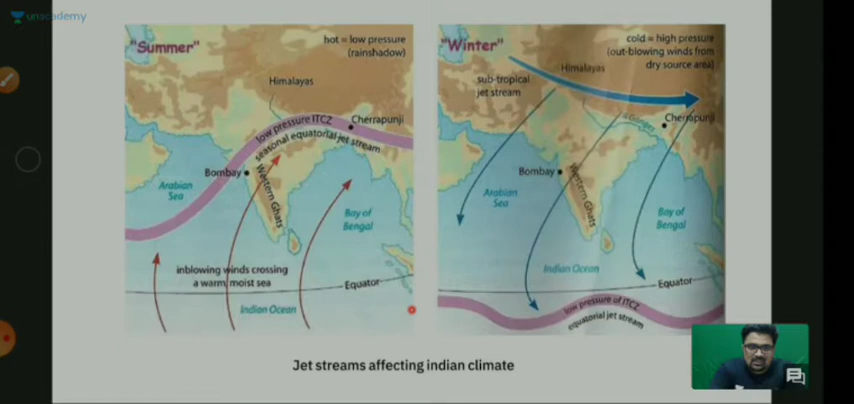 unacademy
"Summer"
hot = low pressure
(rainshadow)
Himalayas
low pressure ITCZ
Cherrapunji
seasonal equatorial jet stream
Bombay
Western Ghats
Arabian
Sea
Bay of
Bengal
inblowing winds crossing
a warm moist sea
Equator
Indian Ocean
"Winter"
cold = high pressure
(out-blowing winds from
dry source area)
Himalayas
sub-tropical
jet stream
Ganges
Cherrapunji
Bombay
Western Ghats
Arabian
Sea
Bay of
Bengal
Indian Ocean
Equator
low pressure of ITCZ
equatorial jet stream
Jet streams affecting indian climate